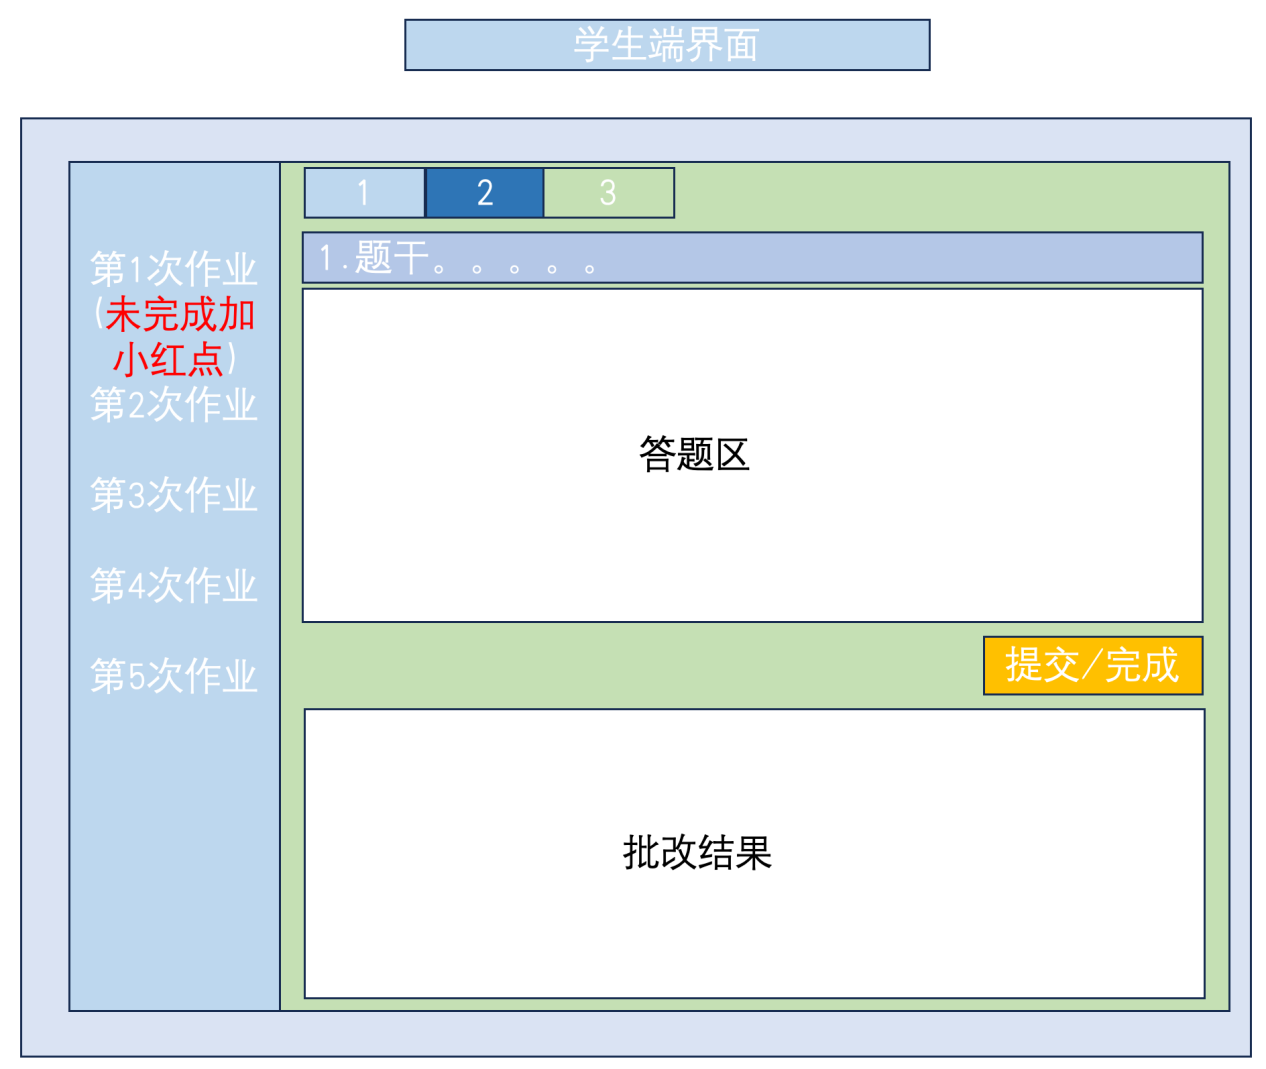 学生端界面
1 2 3
1.题干。。。。。
第1次作业
(未完成加
小红点)
第2次作业
第3次作业
第4次作业
第5次作业
答题区
提交/完成
批改结果